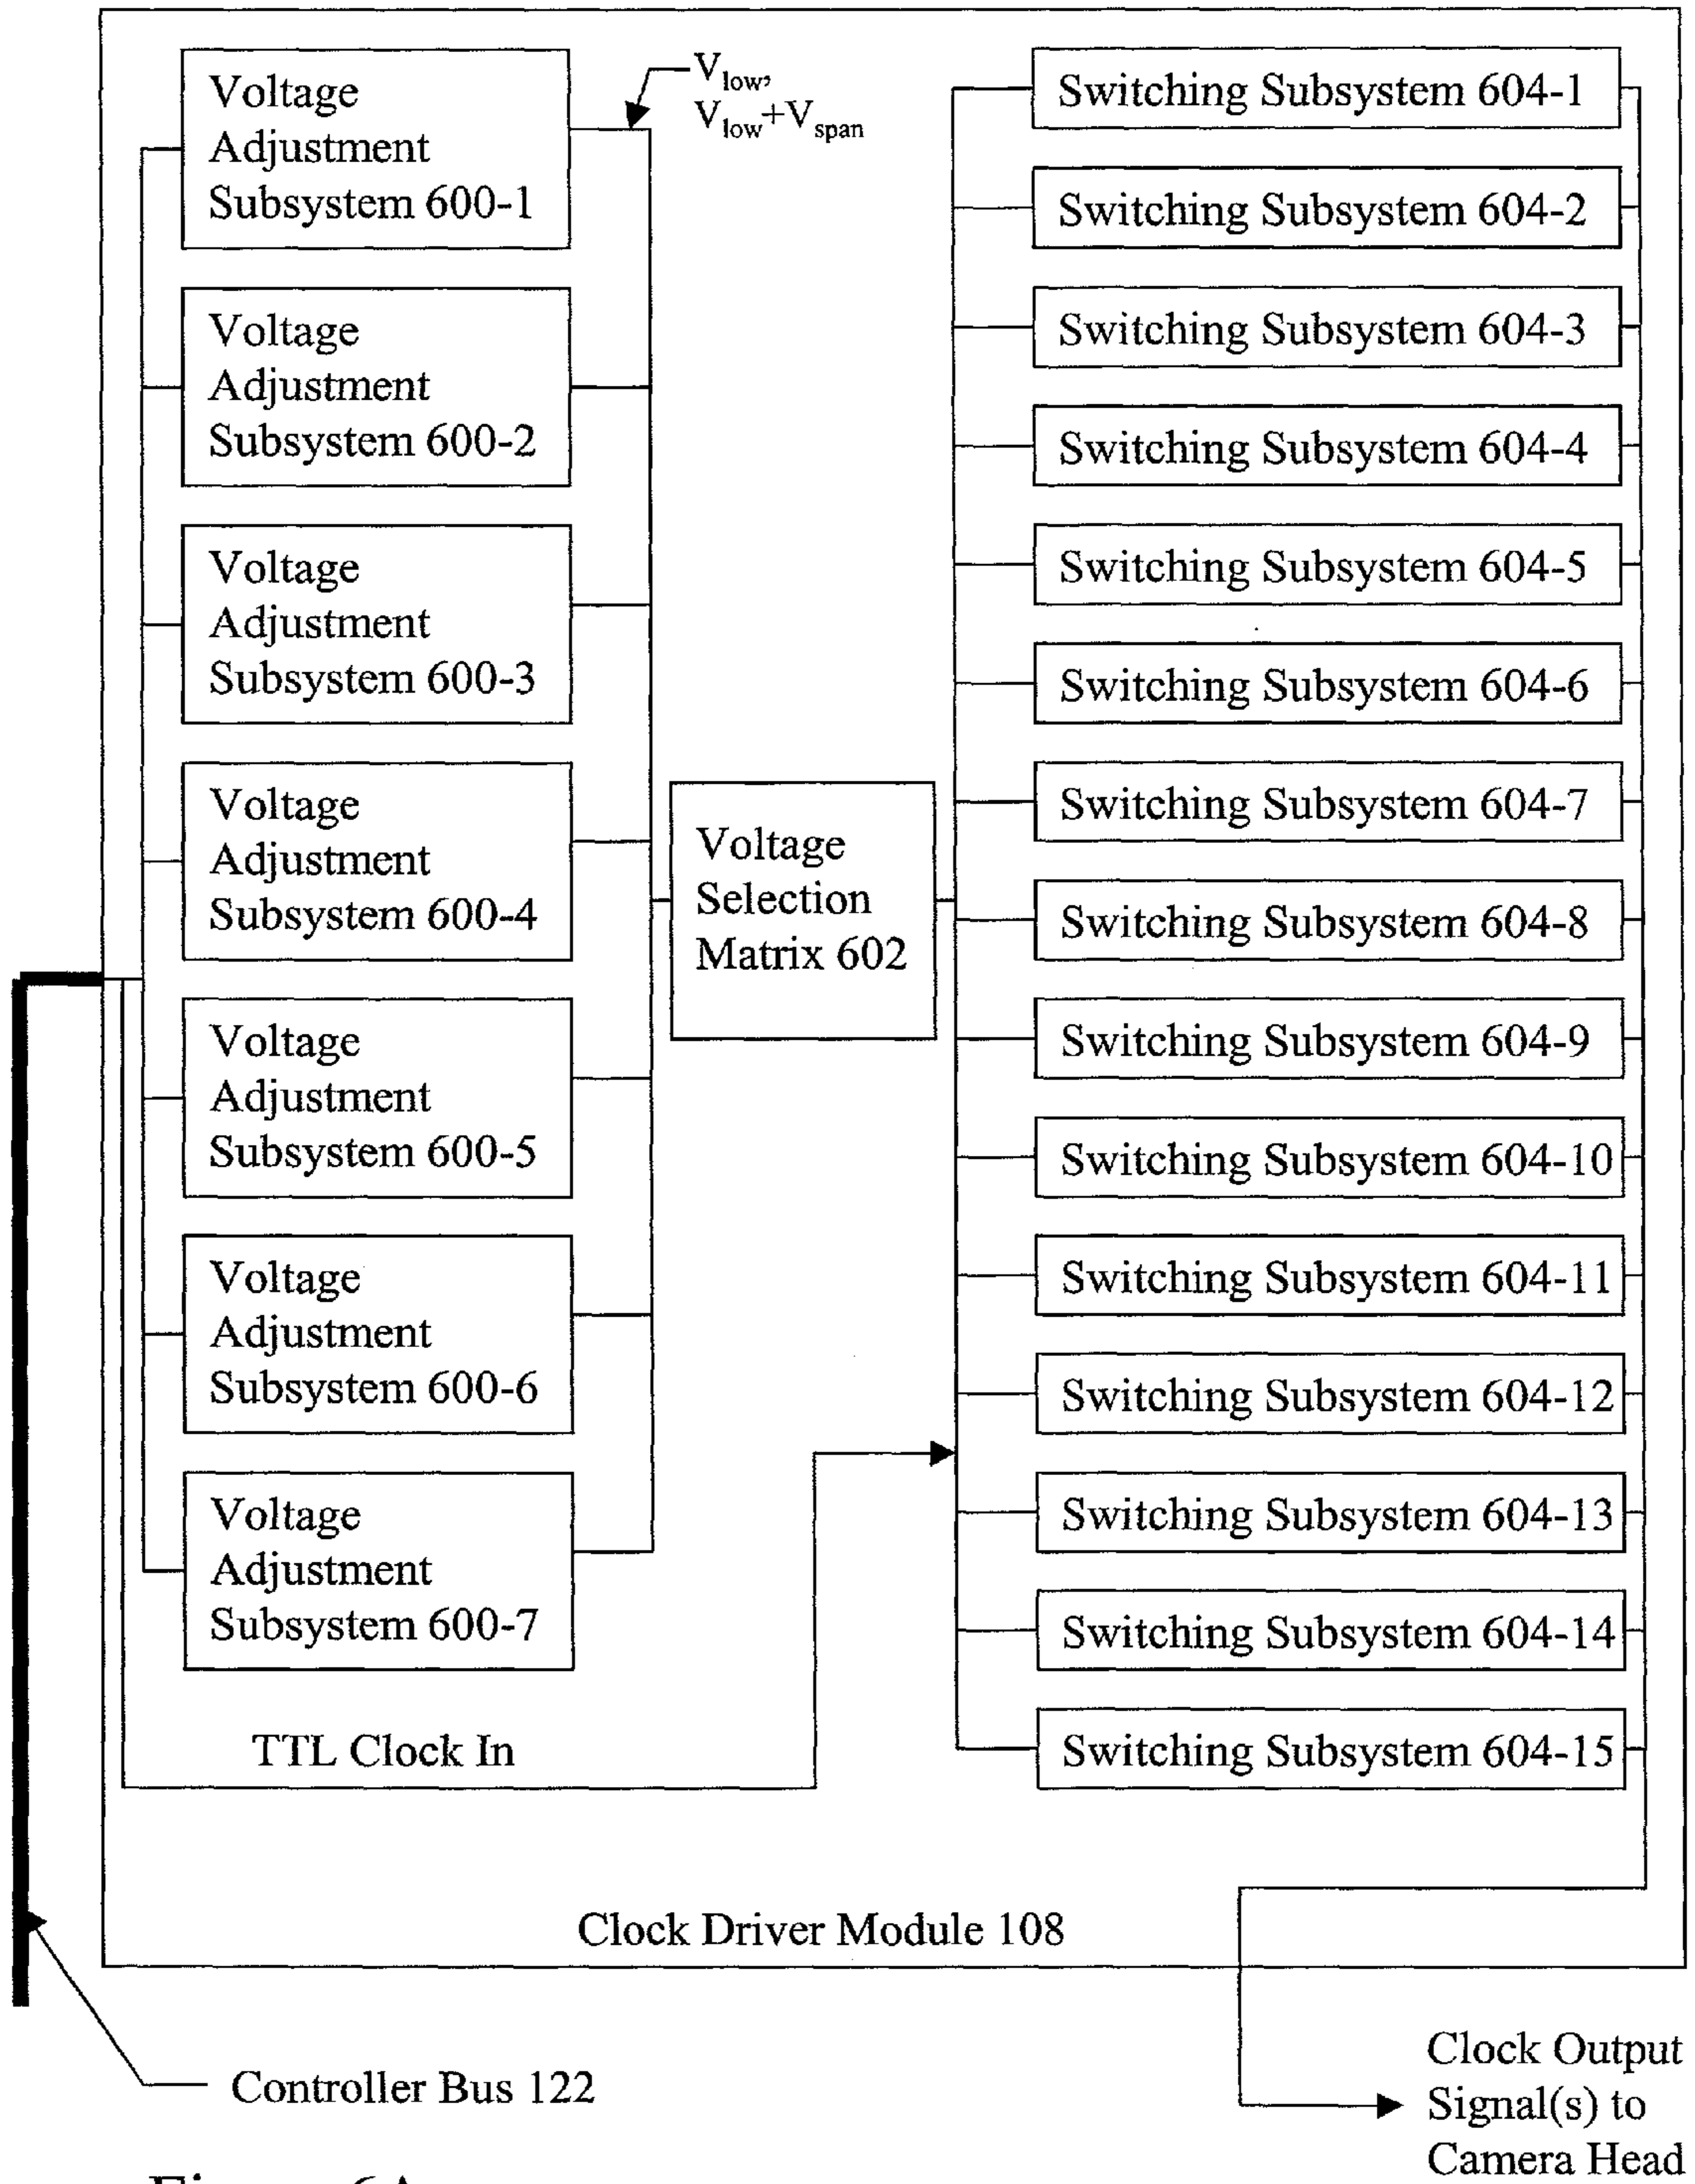 Voltage
Adjustment
Subsystem 600-1
Voltage
Adjustment
Subsystem 600-2
Voltage
Adjustment
Subsystem 600-3
Voltage
Adjustment
Subsystem 600-4
Voltage
Adjustment
Subsystem 600-5
Voltage
Adjustment
Subsystem 600-6
Voltage
Adjustment
Subsystem 600-7
TTL Clock In
Vlow,
Vlow+Vspan
Voltage
Selection
Matrix 602
Switching Subsystem 604-1
Switching Subsystem 604-2
Switching Subsystem 604-3
Switching Subsystem 604-4
Switching Subsystem 604-5
Switching Subsystem 604-6
Switching Subsystem 604-7
Switching Subsystem 604-8
Switching Subsystem 604-9
Switching Subsystem 604-10
Switching Subsystem 604-11
Switching Subsystem 604-12
Switching Subsystem 604-13
Switching Subsystem 604-14
Switching Subsystem 604-15
Clock Driver Module 108
Controller Bus 122
Clock Output
Signal(s) to
Camera Head
Figure 6A